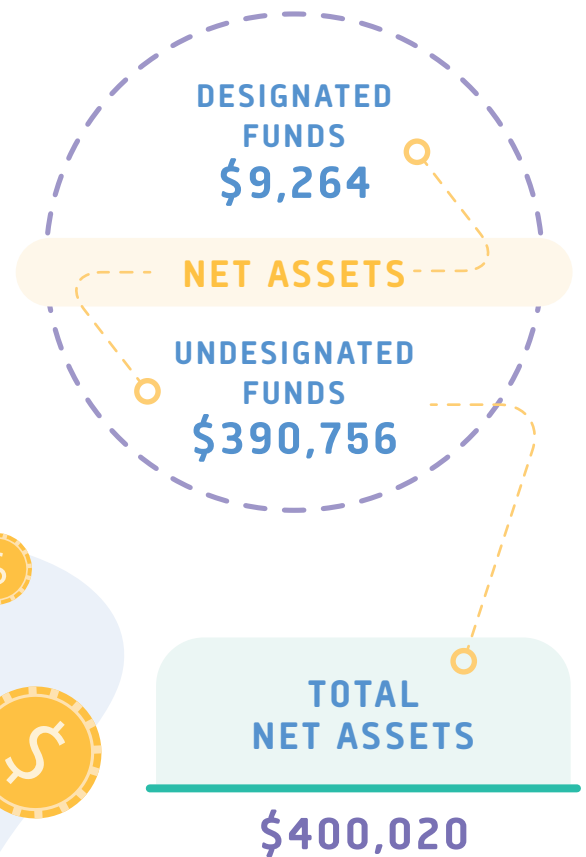 DESIGNATED
FUNDS
$9,264
NET ASSETS
UNDESIGNATED
FUNDS
$390,756
$
TOTAL
NET ASSETS
$
$400,020